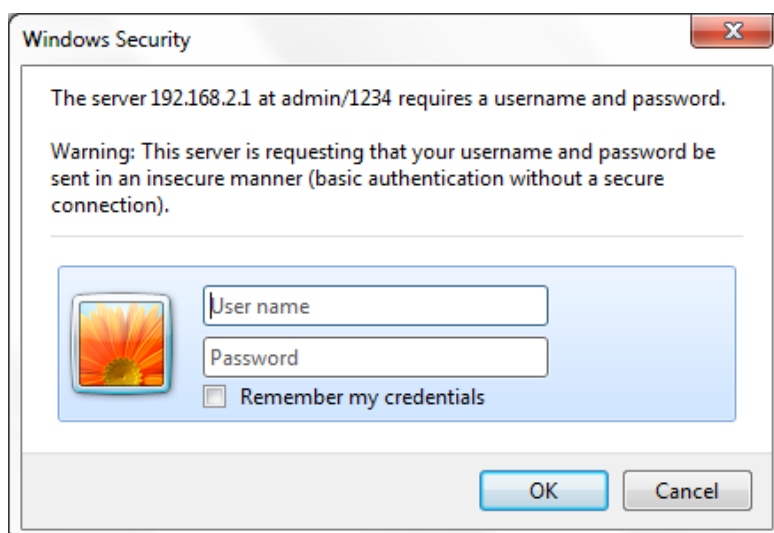 Windows Security
The server 192.168.2.1 at admin/1234 requires a username and password.
Warning: This server is requesting that your username and password be
sent in an insecure manner (basic authentication without a secure
connection).
User name
Password
Remember my credentials
OK
Cancel